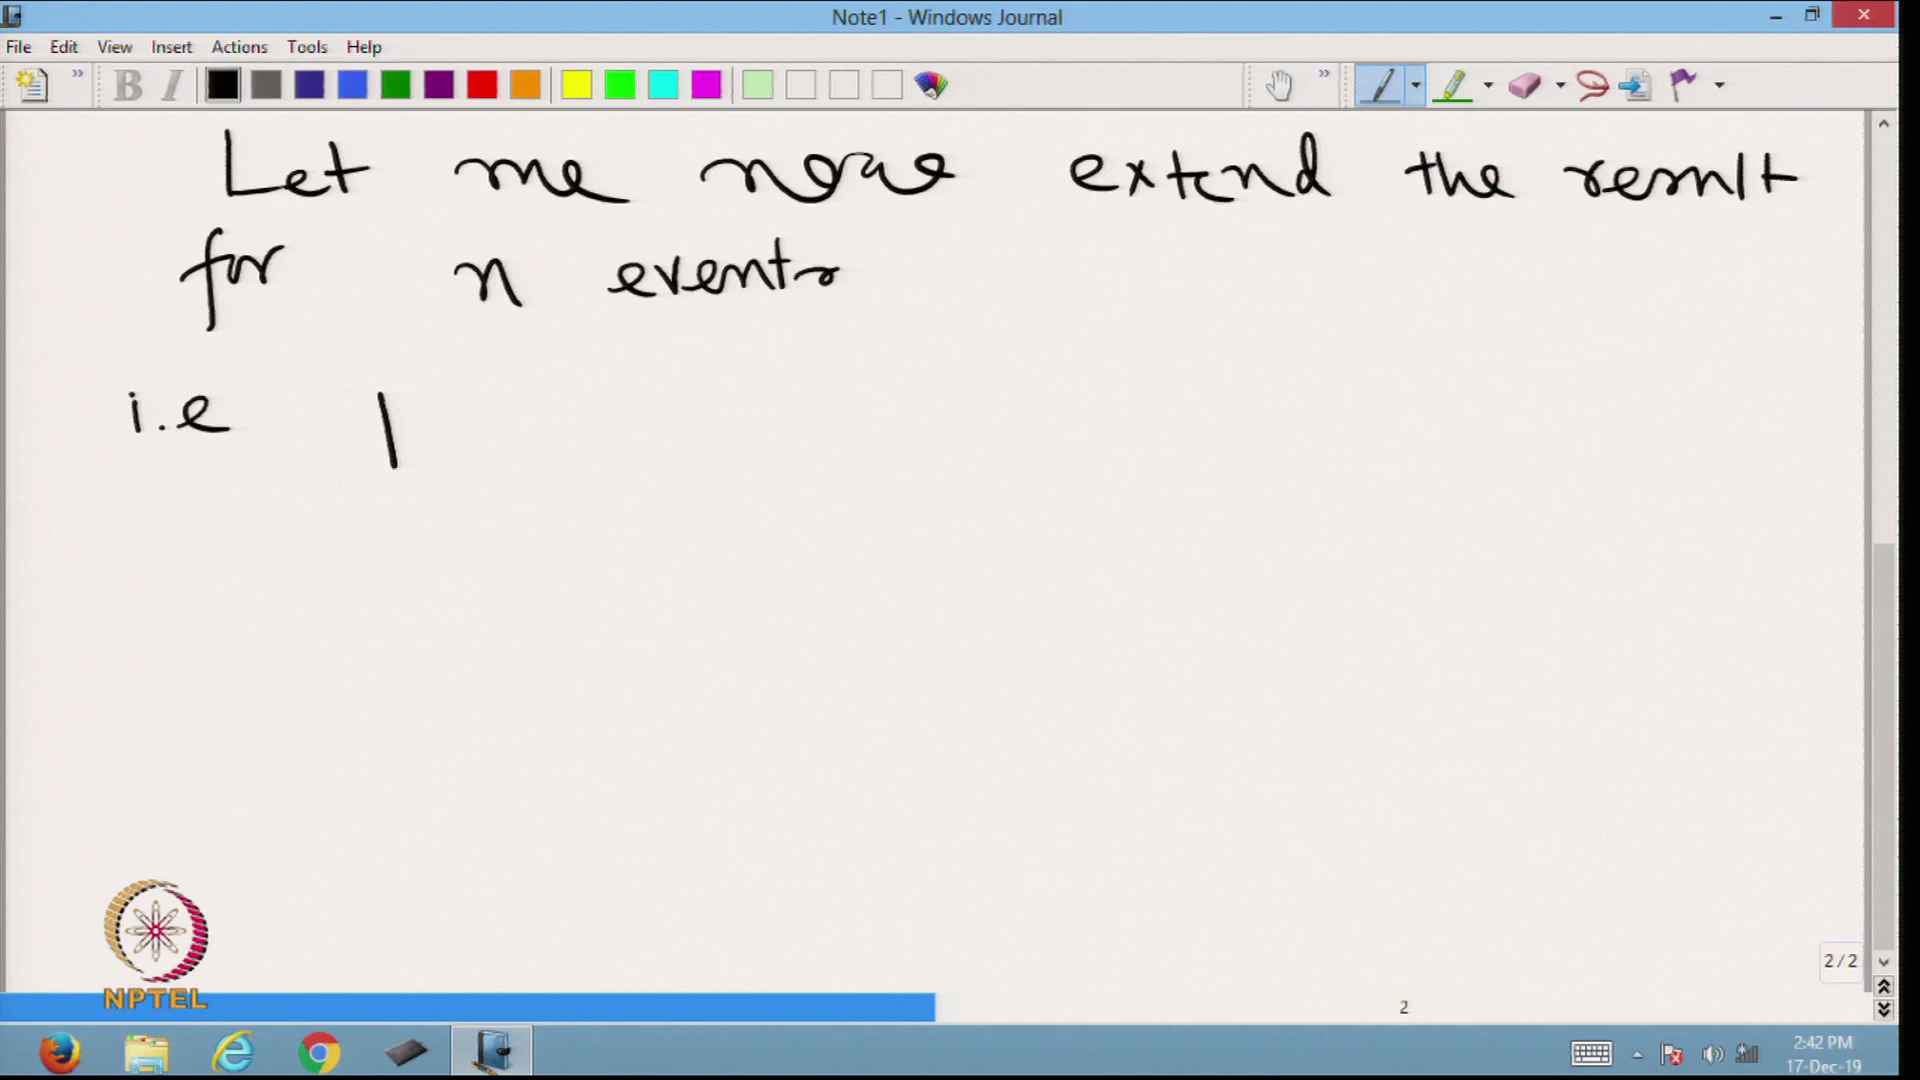 Note1 - Windows Journal
File Edit View Insert Actions Tools Help
B I
Let me now extend the result
for n events
i.e
2 / 2
NPTEL
2
2:42 PM
17-Dec-19